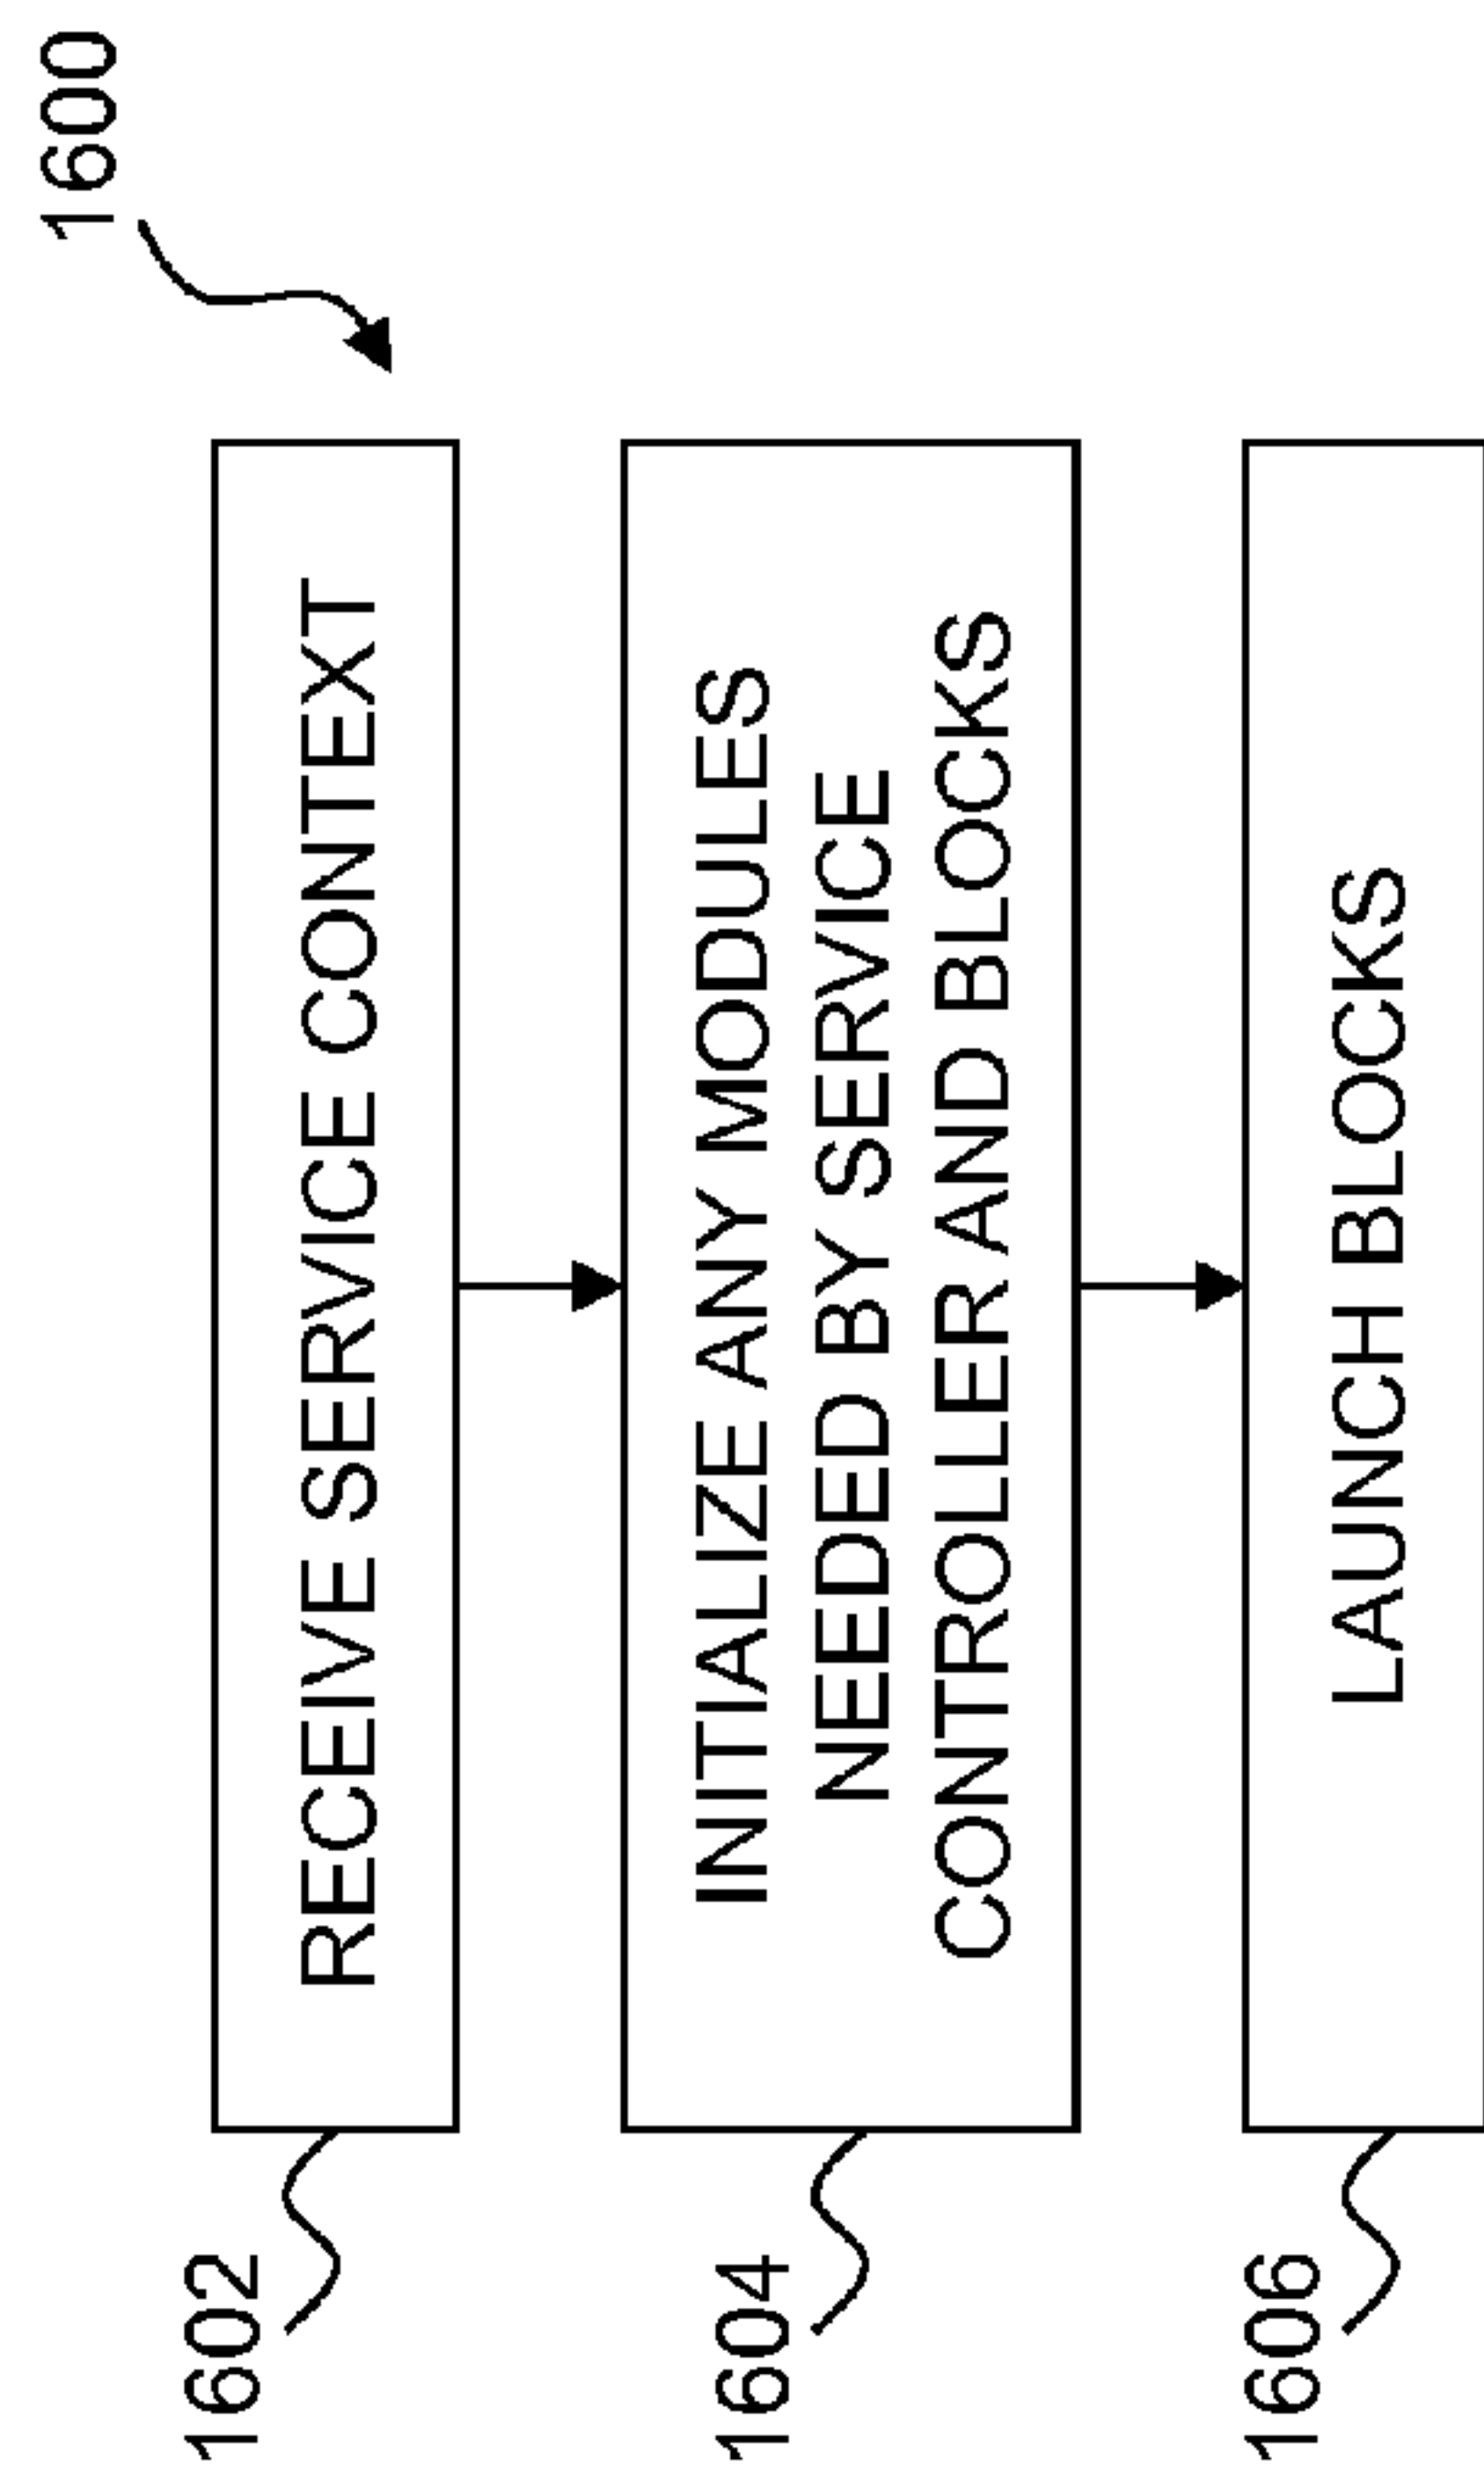 1600
1602
RECEIVE SERVICE CONTEXT
1604
INITIALIZE ANY MODULES
NEEDED BY SERVICE
CONTROLLER AND BLOCKS
1606
LAUNCH BLOCKS